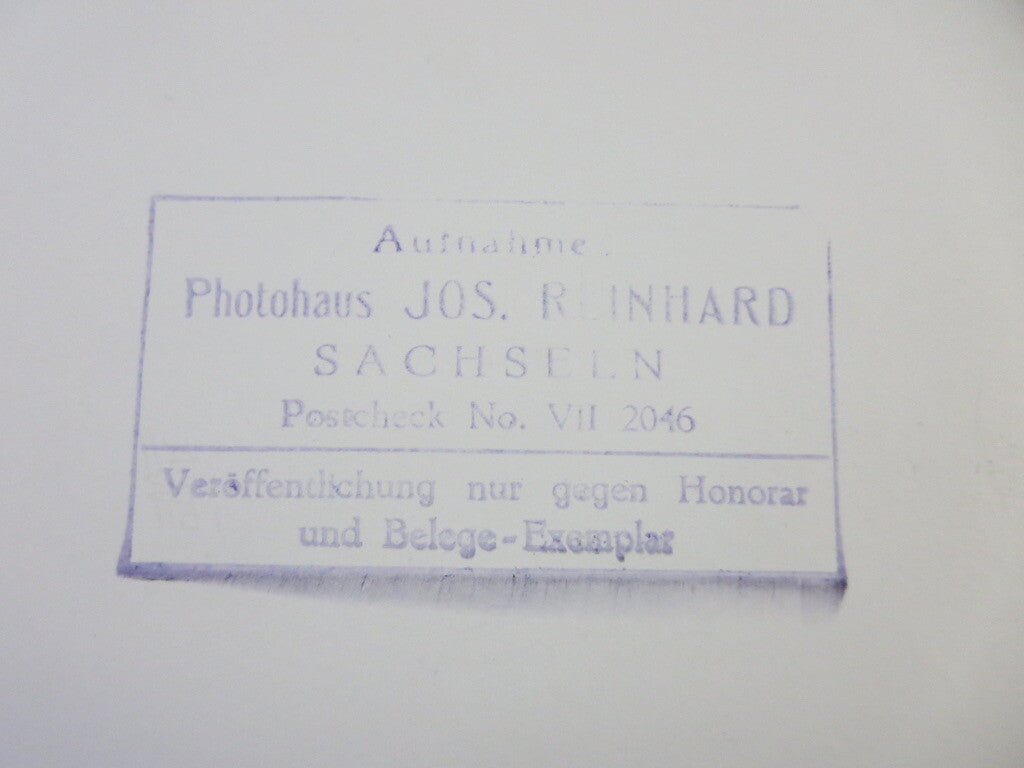 Aufnahme:
Photohaus JOS. REINHARD
SACHSELN
Postcheck No. VII 2046
Veröffentlichung nur gegen Honorar
und Belege-Exemplar